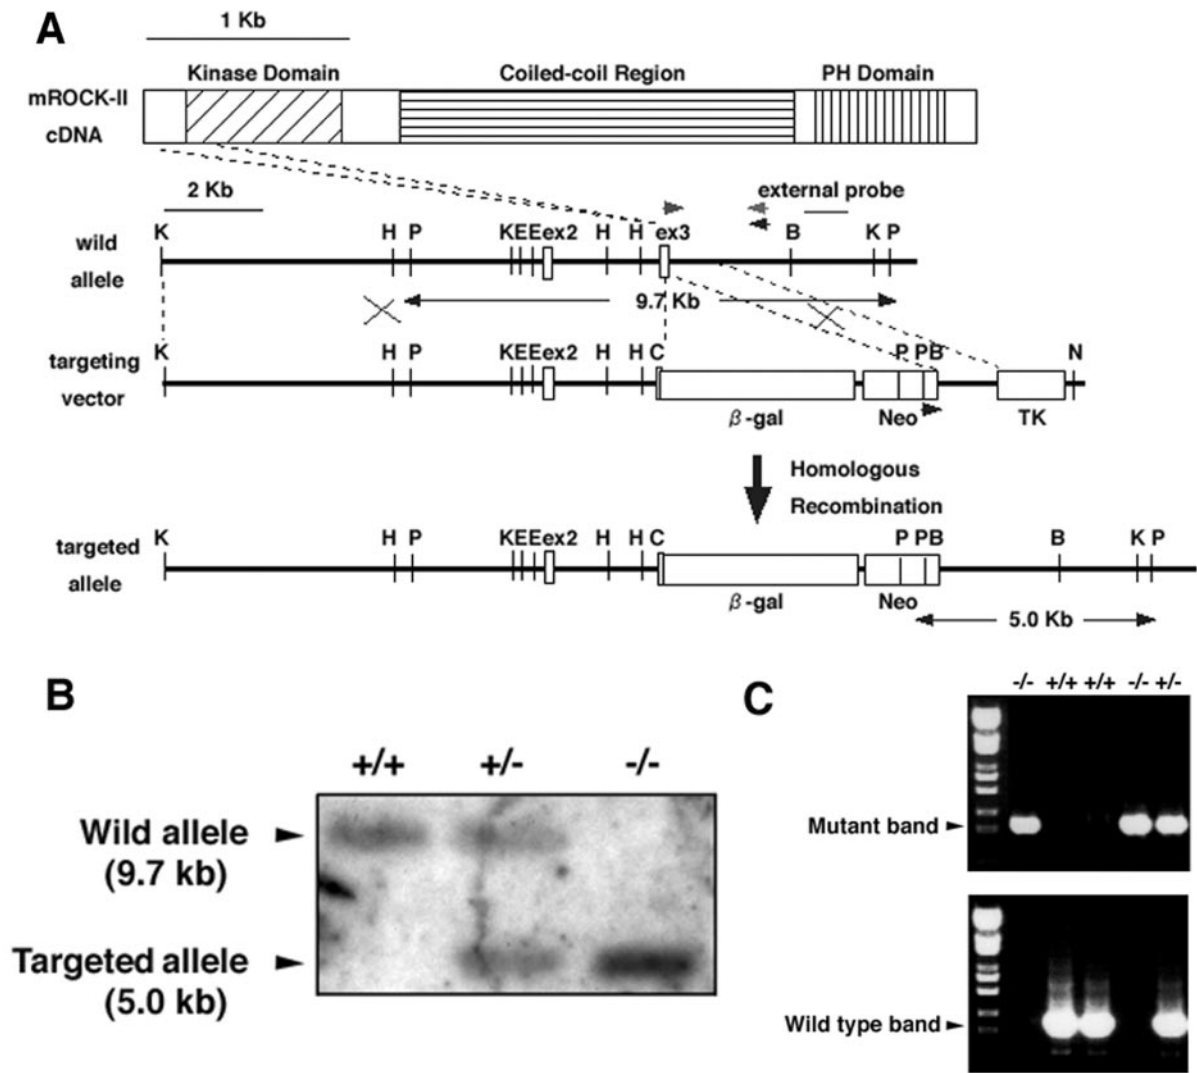 A
1 Kb
Kinase Domain Coiled-coil Region PH Domain
mROCK-II
cDNA
2 Kb external probe
K H P KEEex2 H H ex3 B K P
wild
allele
9.7 Kb
K H P KEEex2 H H C P PB N
targeting
vector
β-gal Neo TK
Homologous
Recombination
K H P KEEex2 H H C P PB B K P
targeted
allele
β-gal Neo
5.0 Kb
B
+/+ +/- -/-
Wild allele
(9.7 kb)
Targeted allele
(5.0 kb)
C
-/- +/+ +/+ -/- +/-
Mutant band
Wild type band